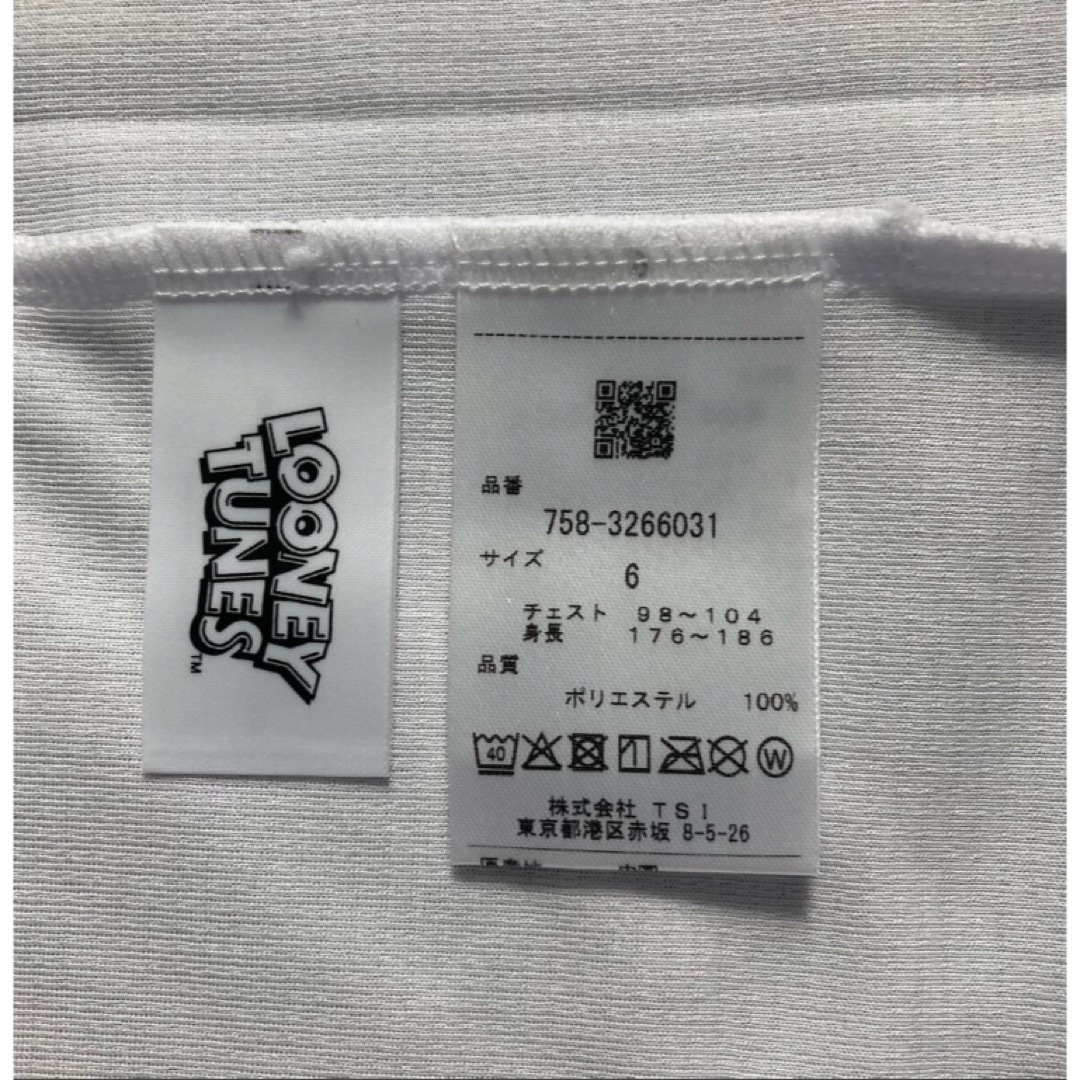 LOONEY
TUNES™
品番
758-3266031
サイズ
6
チェスト 98～104
身長 176～186
品質
ポリエステル 100%
40
W
株式会社 TSI
東京都港区赤坂 8-5-26